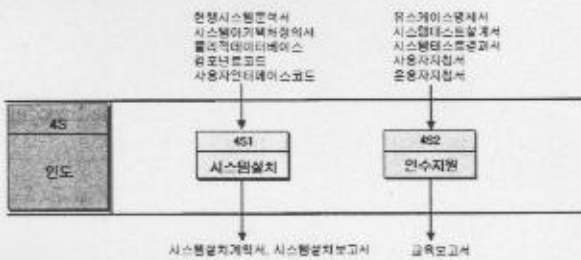 현행시스템분석서
시스템아키텍처정의서
물리적데이터베이스
컴포넌트코드
사용자인터페이스코드
유스케이스명세서
시스템테스트설계서
시스템테스트결과서
사용자지침서
운용자지침서
4S
인도
4S1
시스템설치
4S2
인수지원
시스템설치계획서, 시스템설치보고서
교육보고서